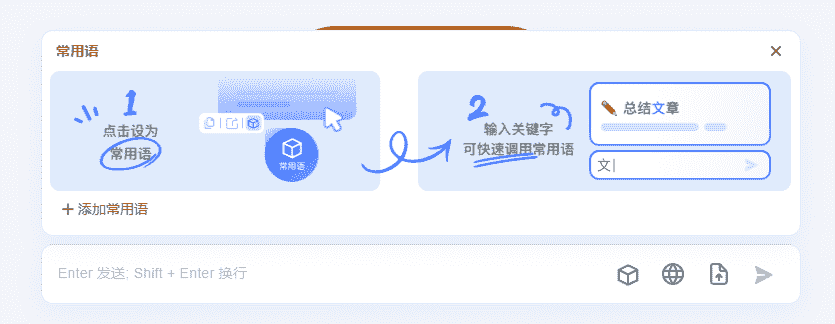 常用语
1
点击设为
常用语
常用语
2
输入关键字
可快速调用常用语
总结文章
文
+ 添加常用语
Enter 发送; Shift + Enter 换行